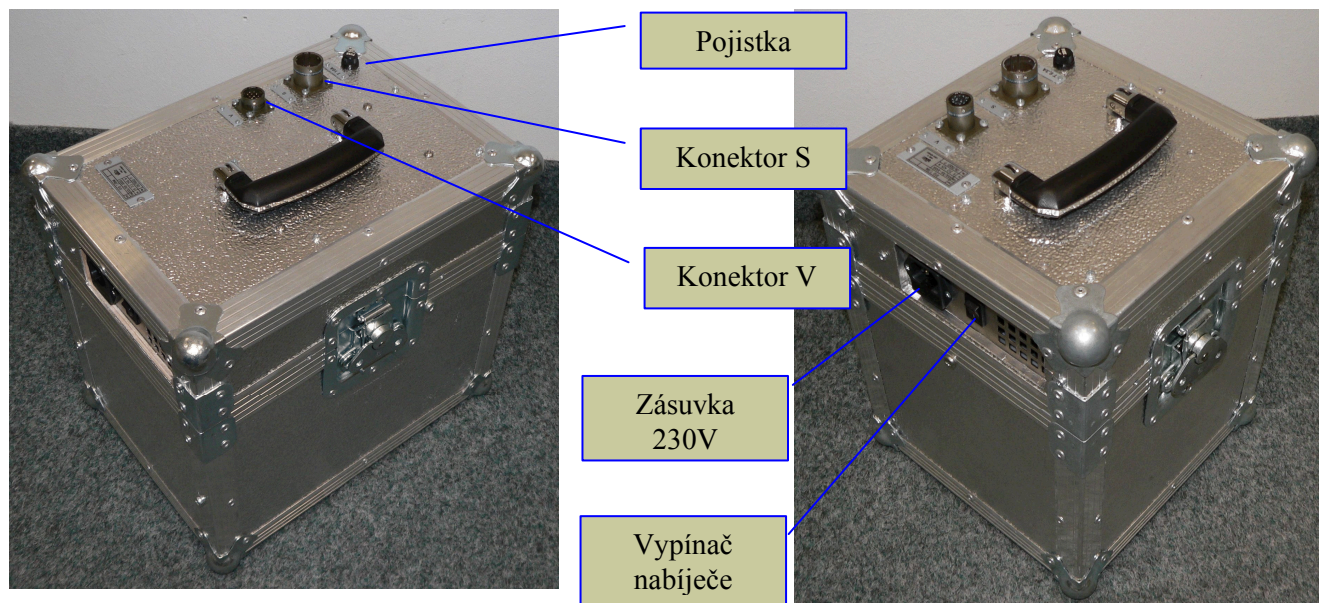 Pojistka
Konektor S
Konektor V
Zásuvka
230V
Vypínač
nabíječe